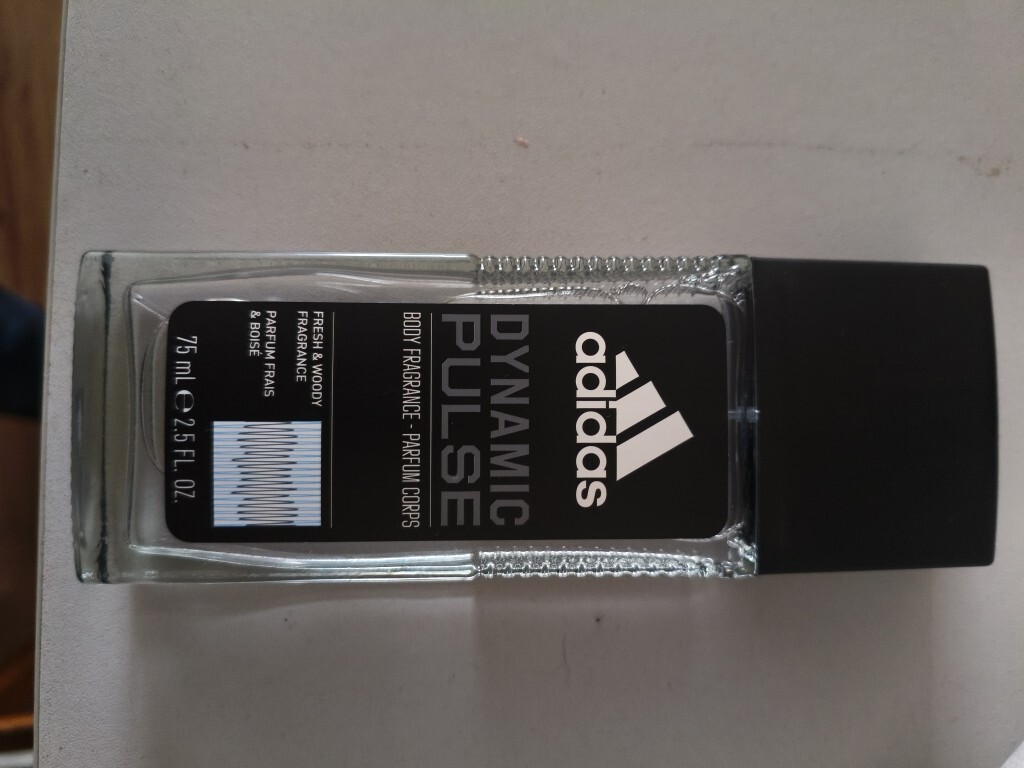 adidas
DYNAMIC
PULSE
BODY FRAGRANCE - PARFUM CORPS
FRESH & WOODY
FRAGRANCE
PARFUM FRAIS
& BOISÉ
75 mL ℮ 2.5 FL. OZ.